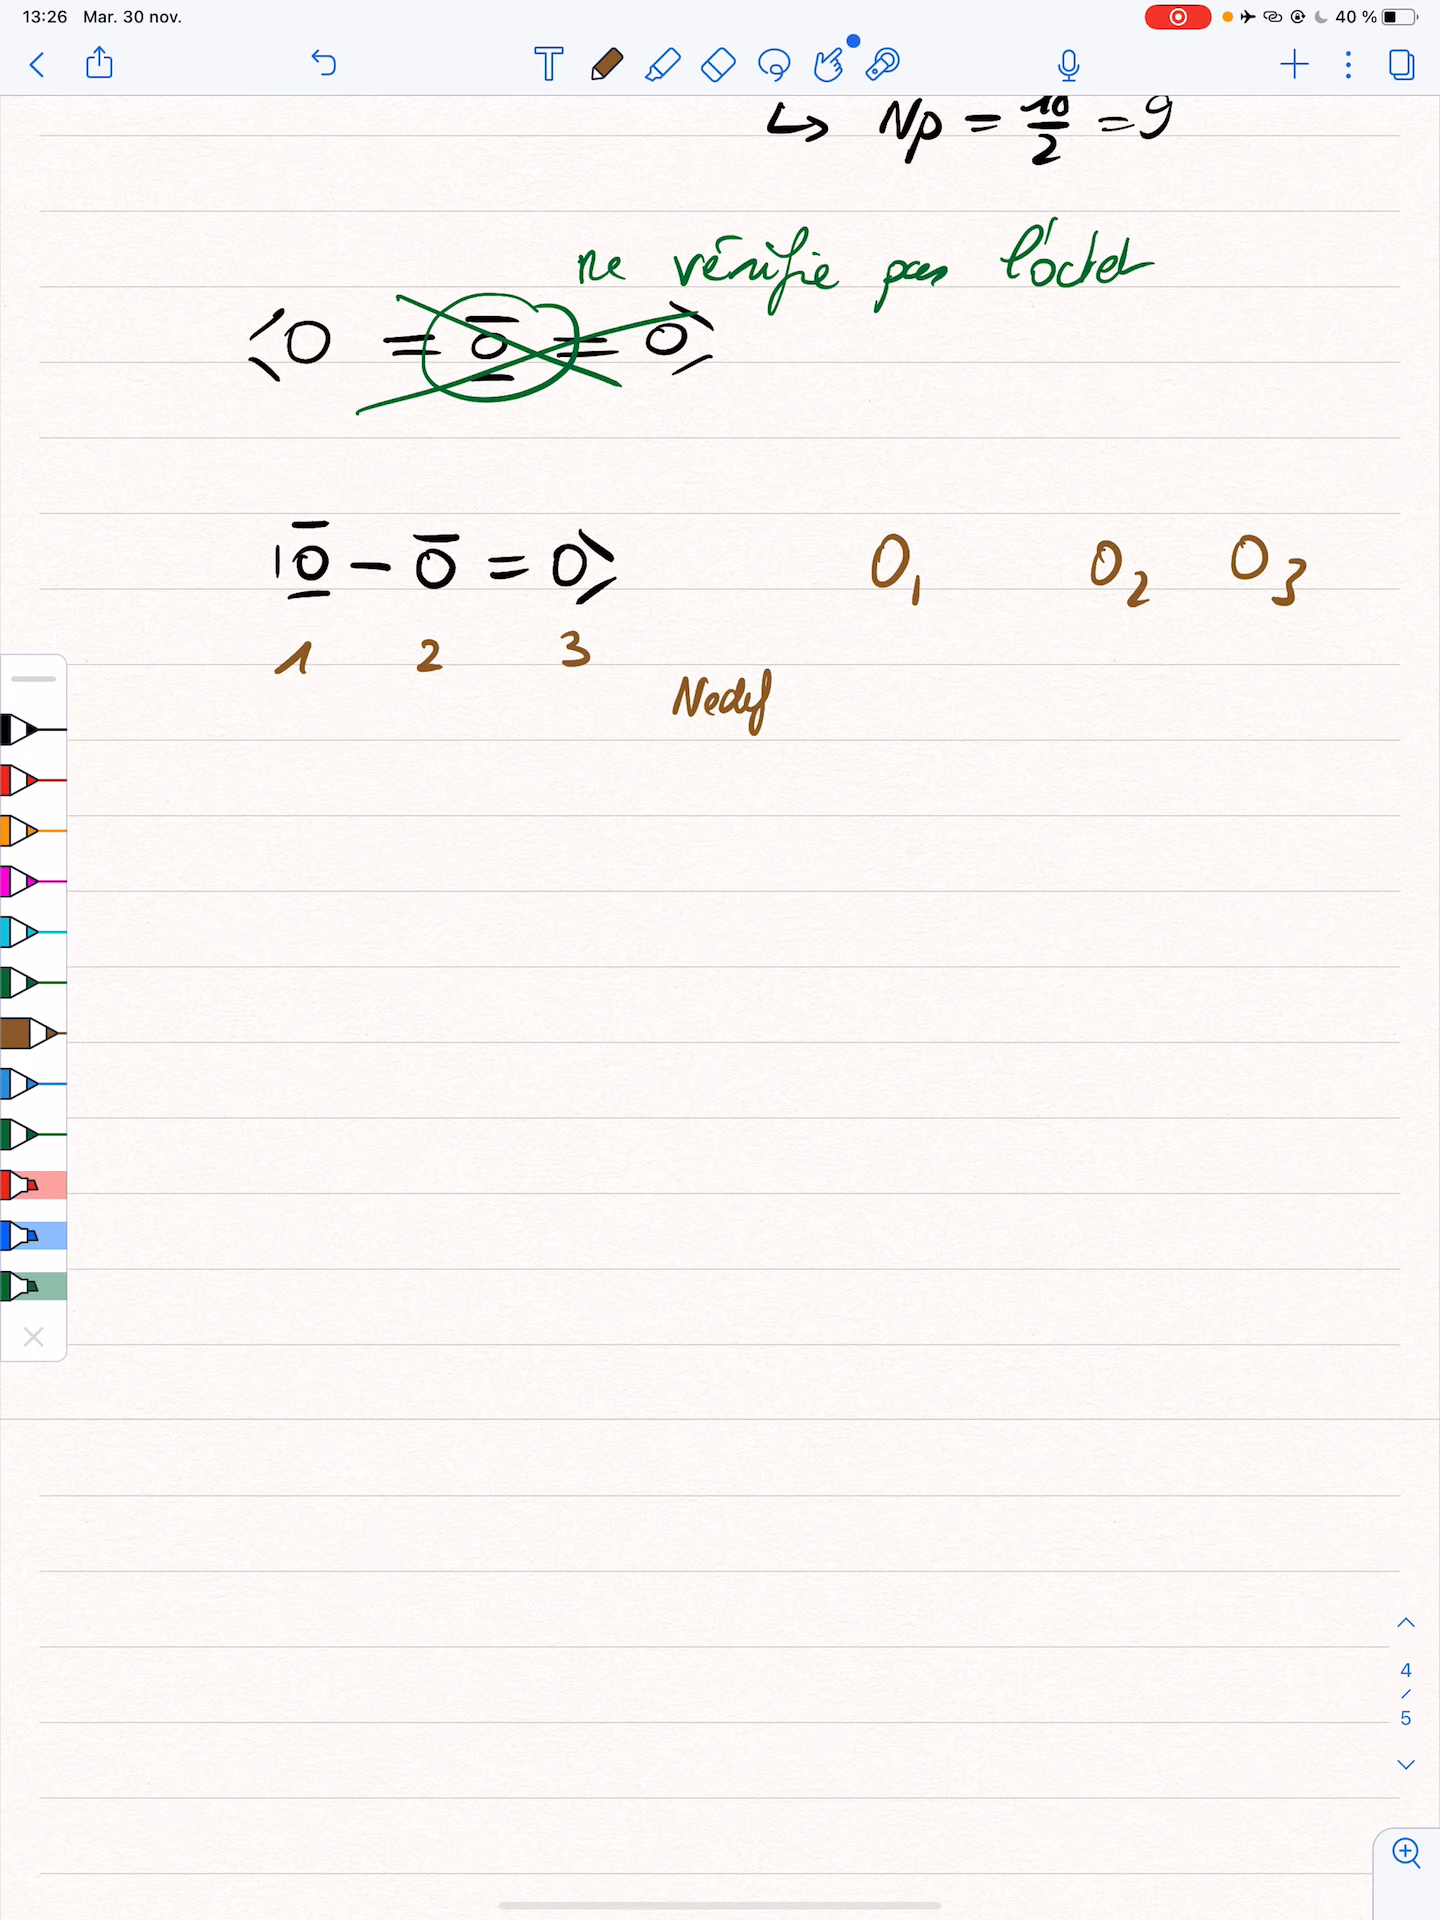 13:26 Mar. 30 nov. 40 %
↳ Np = 18/2 = 9
ne vérifie pas l'octet
⟨O = O = O⟩
|O - O = O⟩ O₁ O₂ O₃
1 2 3
4
/
5